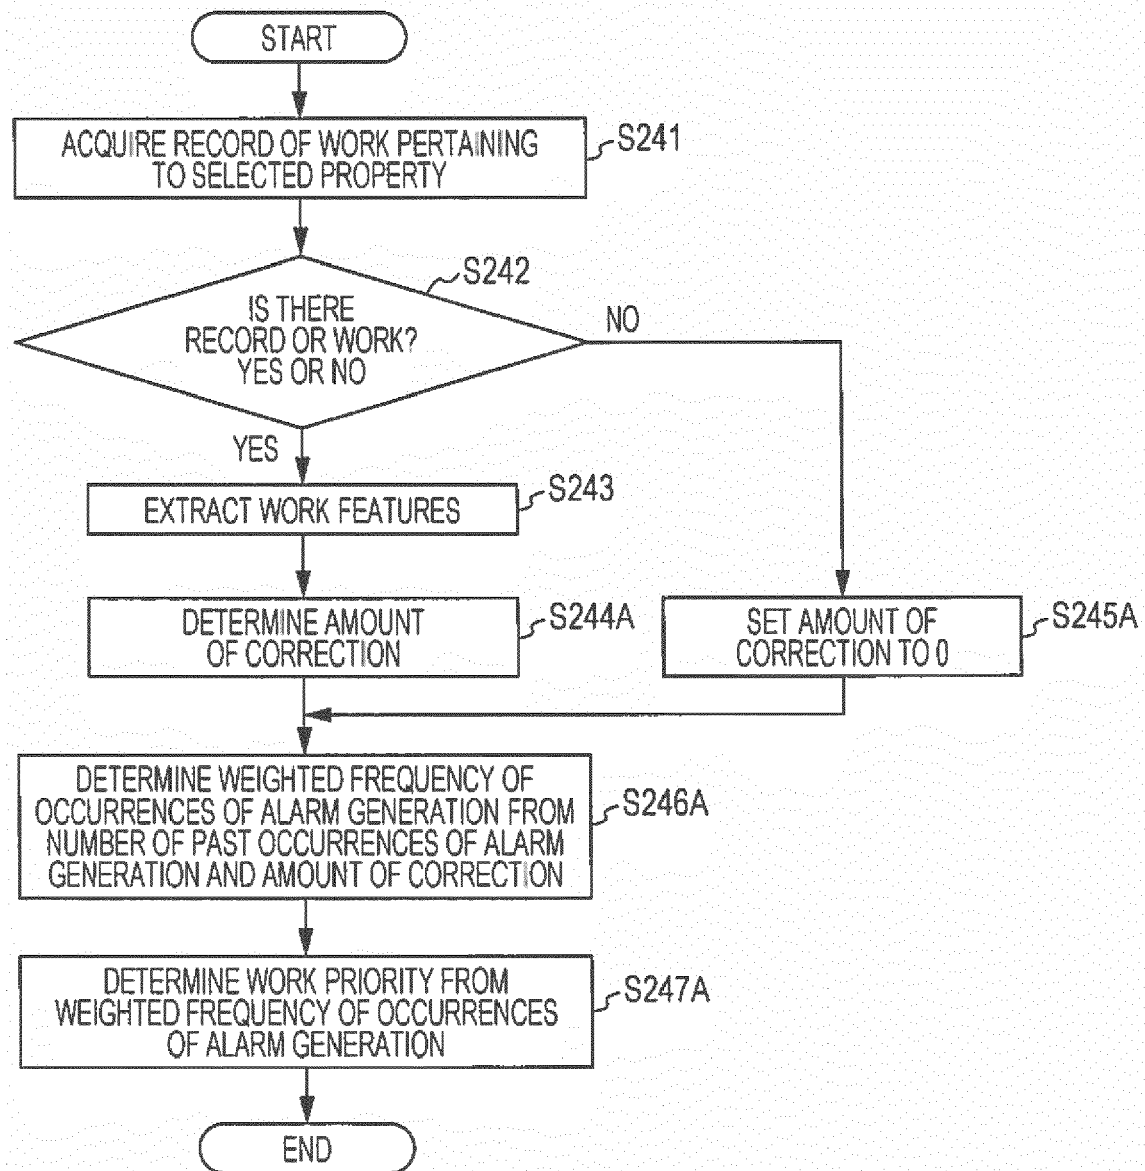 START
ACQUIRE RECORD OF WORK PERTAINING
TO SELECTED PROPERTY
S241
S242
IS THERE
RECORD OR WORK?
YES OR NO
NO
YES
EXTRACT WORK FEATURES
S243
DETERMINE AMOUNT
OF CORRECTION
S244A
SET AMOUNT OF
CORRECTION TO 0
S245A
DETERMINE WEIGHTED FREQUENCY OF
OCCURRENCES OF ALARM GENERATION FROM
NUMBER OF PAST OCCURRENCES OF ALARM
GENERATION AND AMOUNT OF CORRECTION
S246A
DETERMINE WORK PRIORITY FROM
WEIGHTED FREQUENCY OF OCCURRENCES
OF ALARM GENERATION
S247A
END